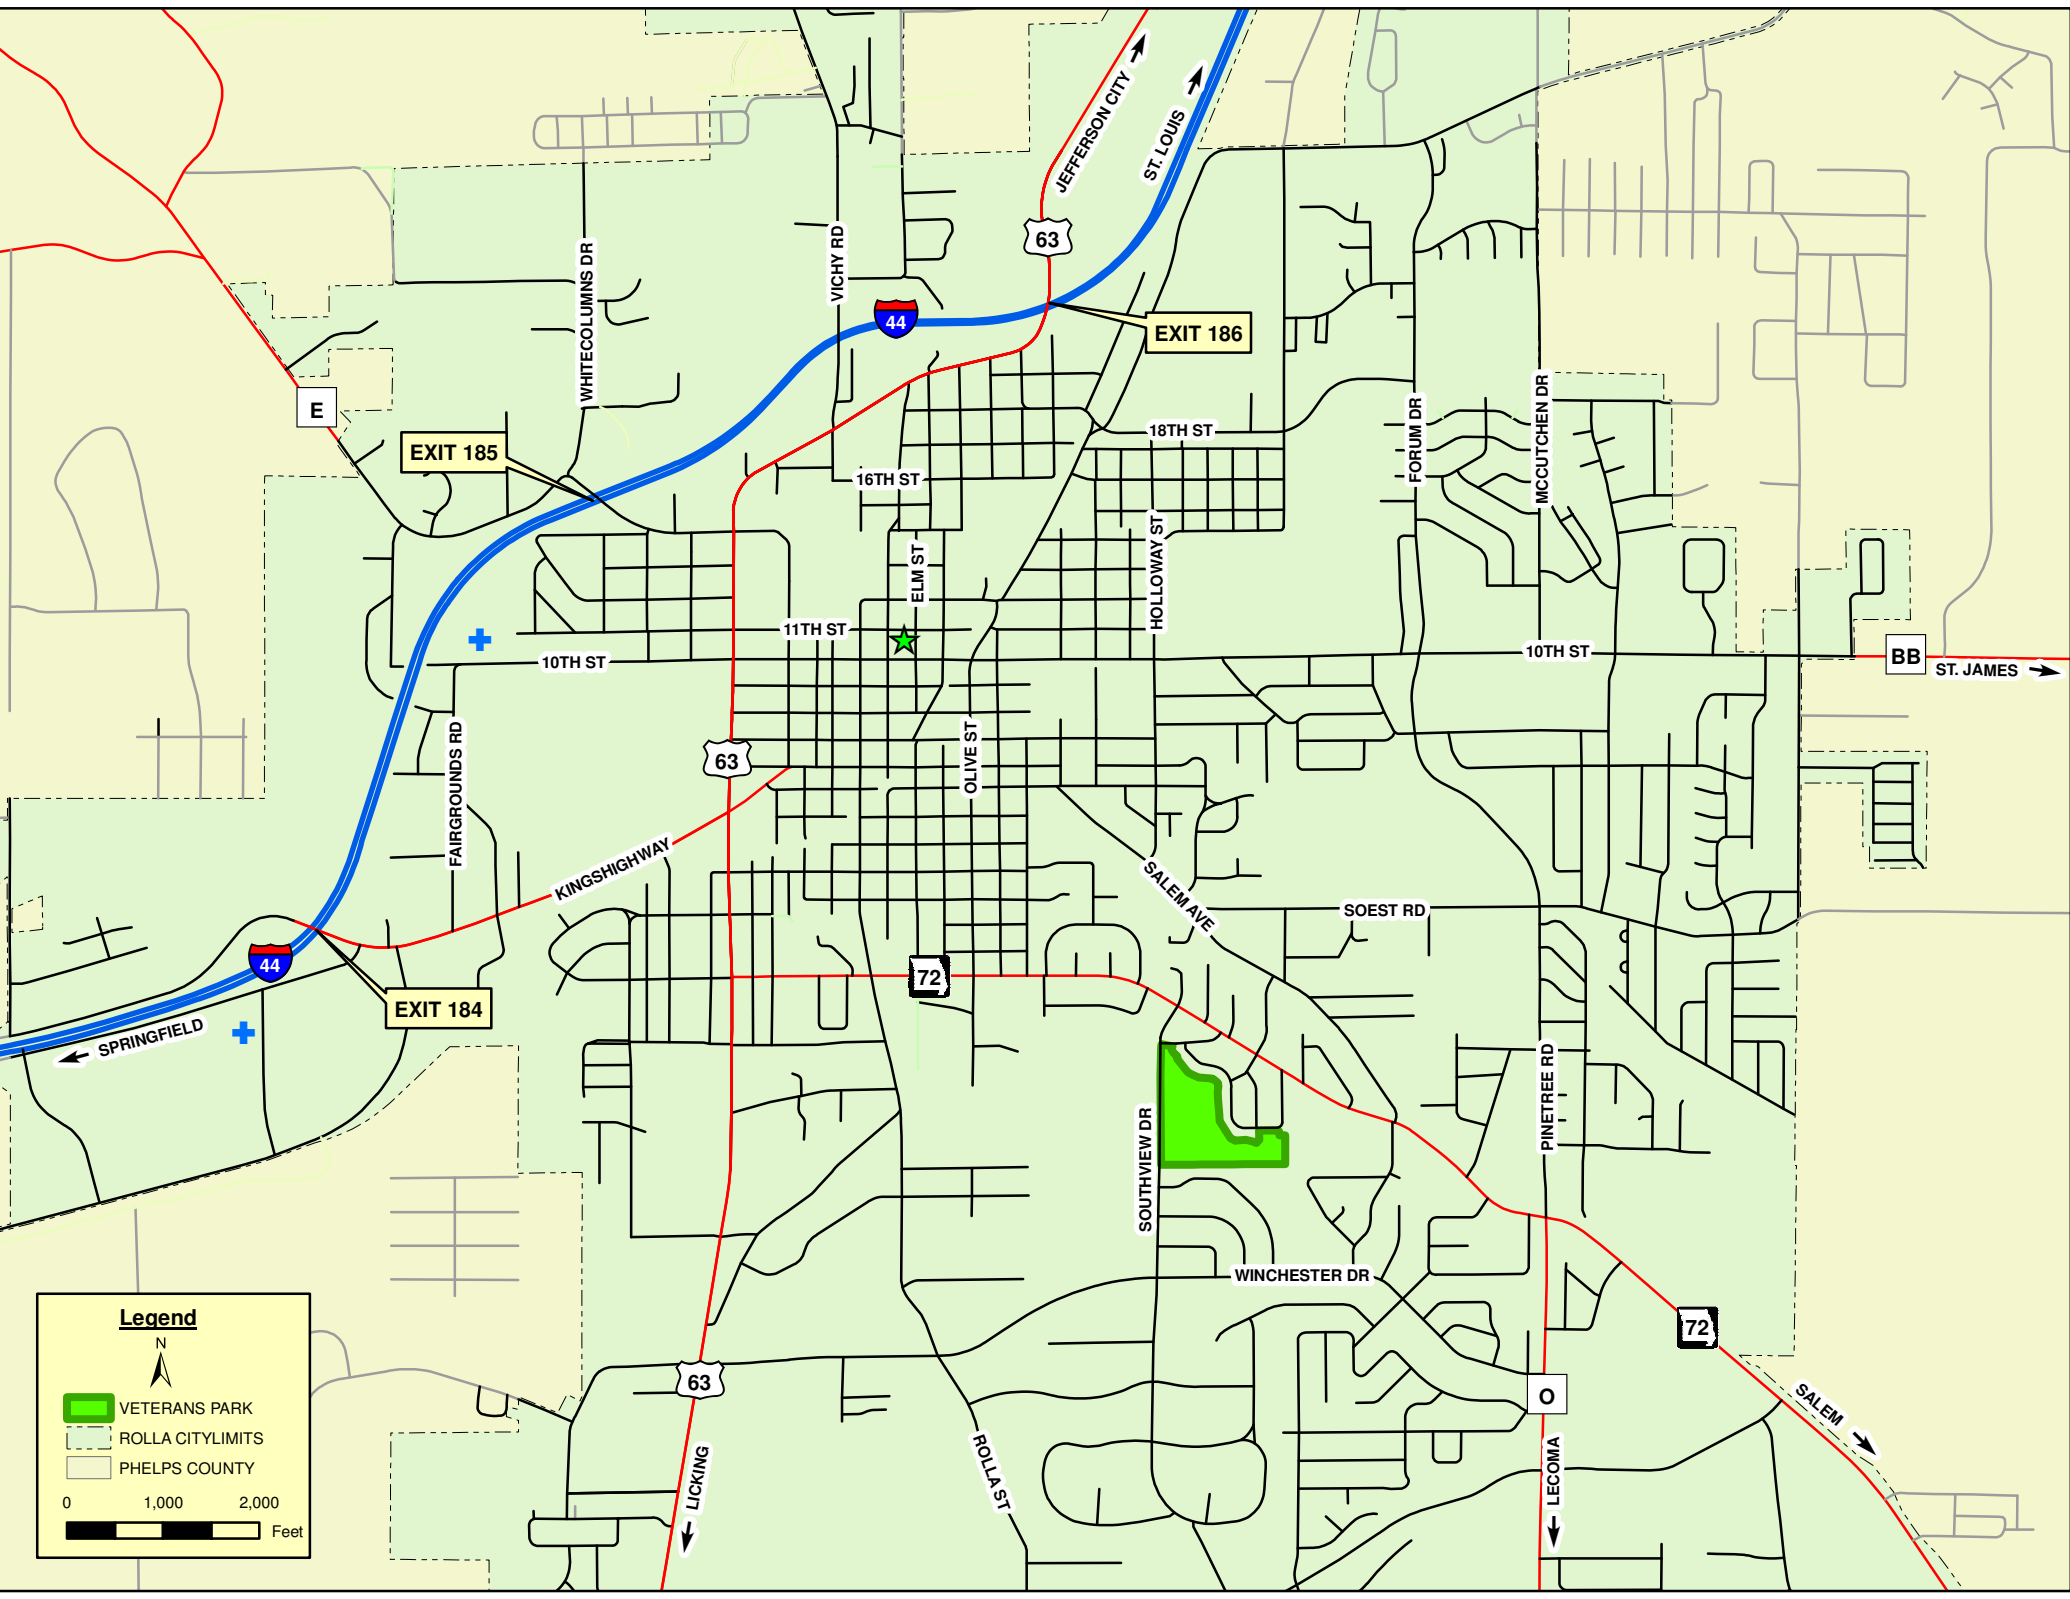 JEFFERSON CITY
ST. LOUIS
63
WHITECOLUMNS DR
VICHY RD
44
EXIT 186
E
EXIT 185
18TH ST
FORUM DR
MCCUTCHEN DR
16TH ST
ELM ST
HOLLOWAY ST
11TH ST
10TH ST
10TH ST
BB
ST. JAMES
FAIRGROUNDS RD
63
OLIVE ST
KINGSHIGHWAY
SALEM AVE
SOEST RD
44
72
EXIT 184
SPRINGFIELD
SOUTHVIEW DR
PINETREE RD
WINCHESTER DR
72
63
O
SALEM
LICKING
ROLLA ST
LECOMA
Legend
N
VETERANS PARK
ROLLA CITYLIMITS
PHELPS COUNTY
0 1,000 2,000
Feet